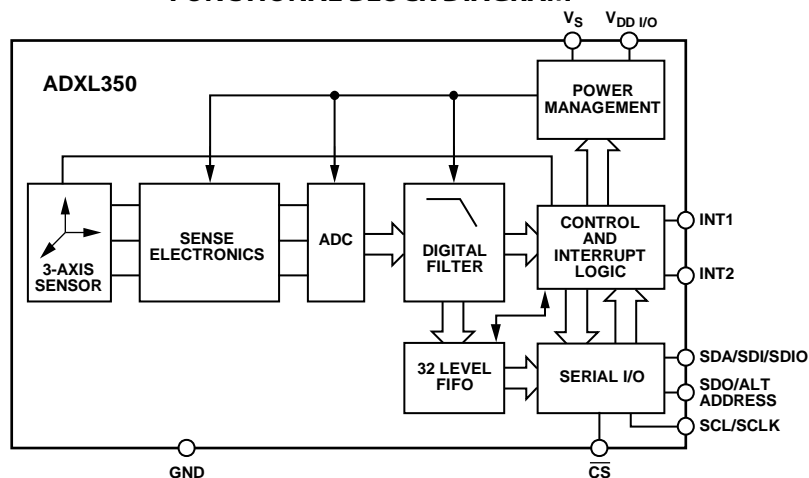 FUNCTIONAL BLOCK DIAGRAM
VS
VDD I/O
ADXL350
POWER
MANAGEMENT
3-AXIS
SENSOR
SENSE
ELECTRONICS
ADC
DIGITAL
FILTER
CONTROL
AND
INTERRUPT
LOGIC
INT1
INT2
32 LEVEL
FIFO
SERIAL I/O
SDA/SDI/SDIO
SDO/ALT
ADDRESS
SCL/SCLK
GND
CS